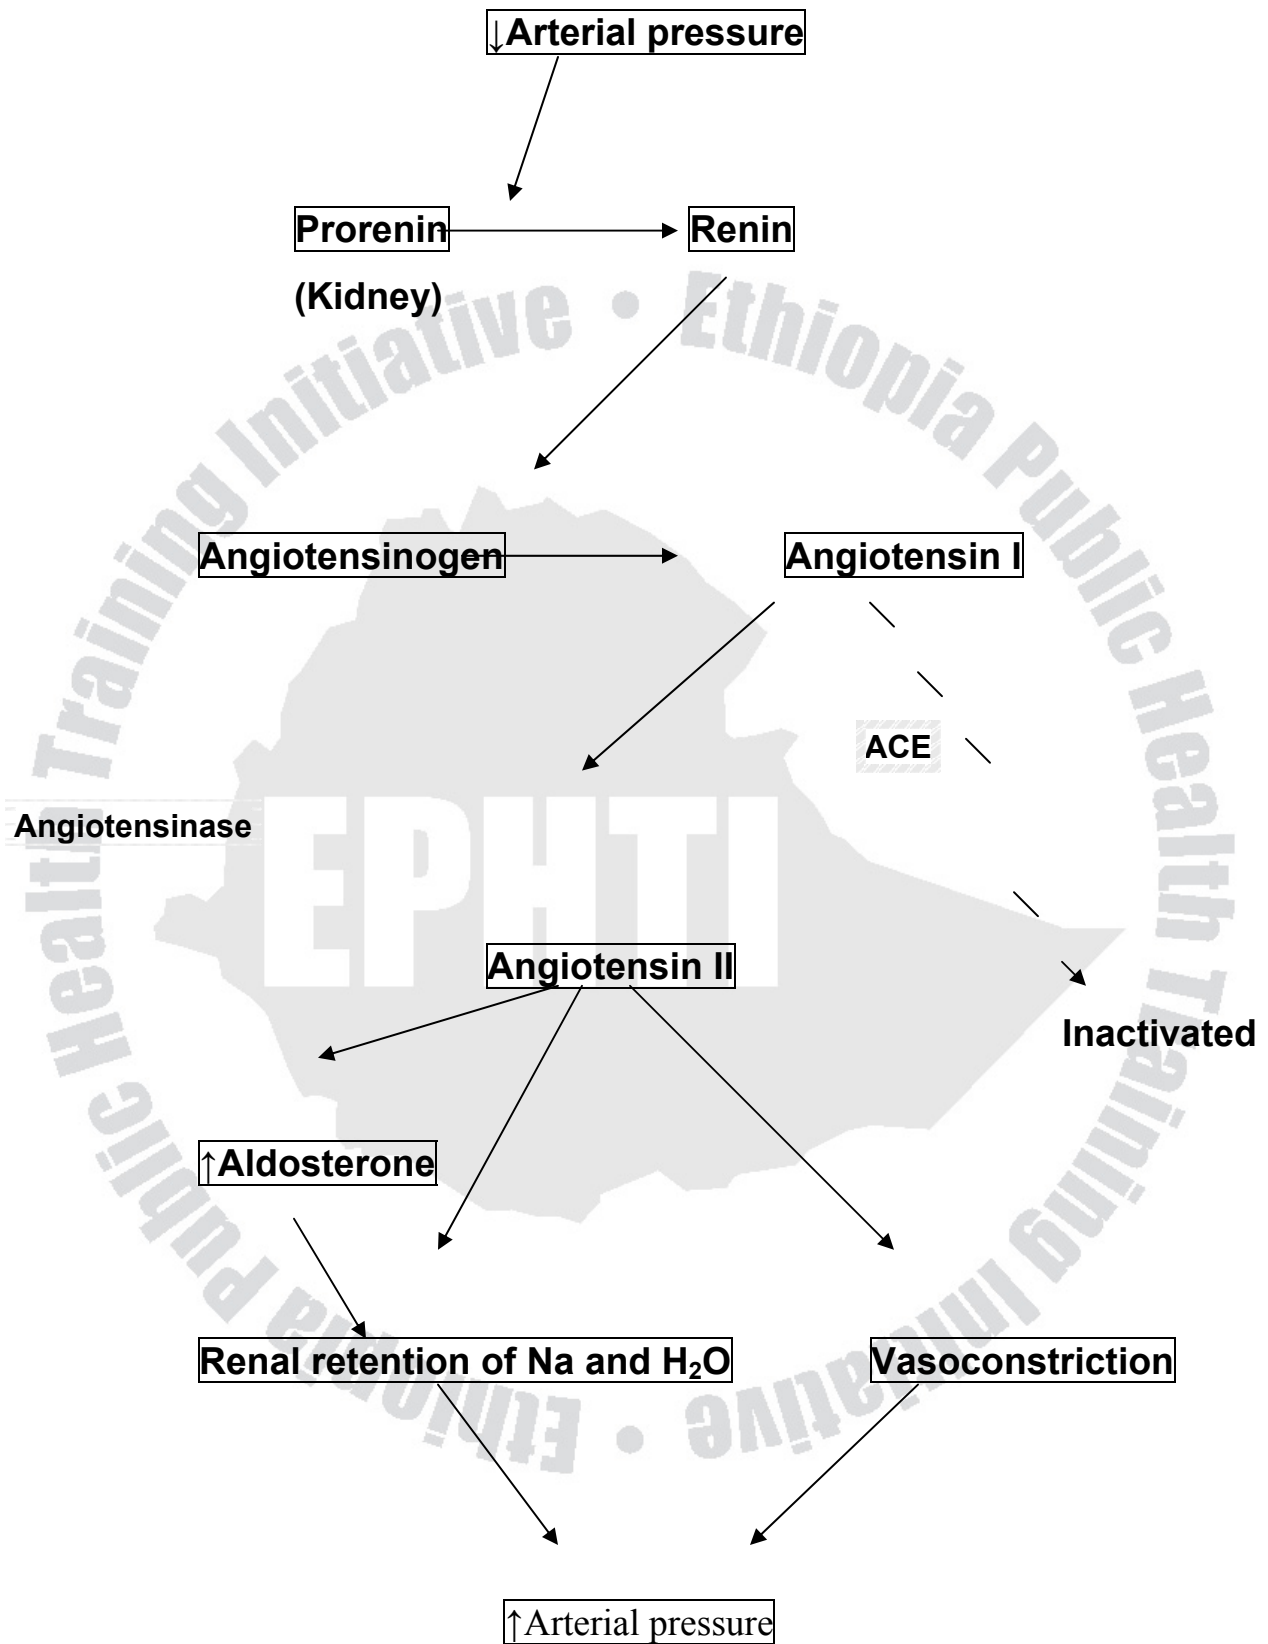 ↓Arterial pressure
Prorenin
Renin
(Kidney)
Angiotensinogen
Angiotensin I
ACE
Angiotensinase
EPHTI
Angiotensin II
Inactivated
↑Aldosterone
Renal retention of Na and H₂O
Vasoconstriction
↑Arterial pressure
Ethiopia Public Health Training Initiative • Ethiopia Public Health Training Initiative •